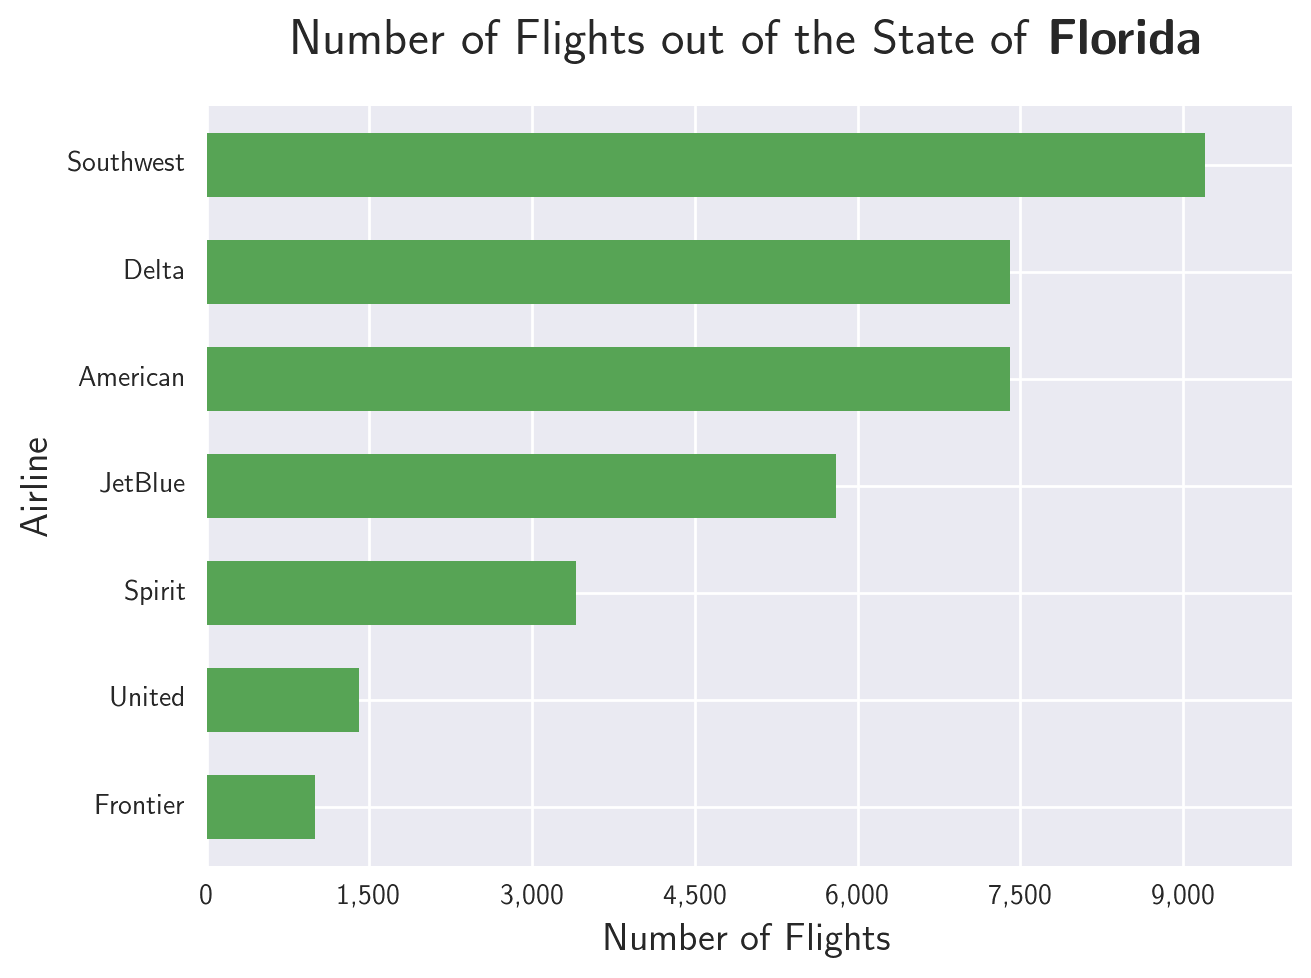 Number of Flights out of the State of Florida
Southwest
Delta
American
JetBlue
Spirit
United
Frontier
Airline
0 1,500 3,000 4,500 6,000 7,500 9,000
Number of Flights